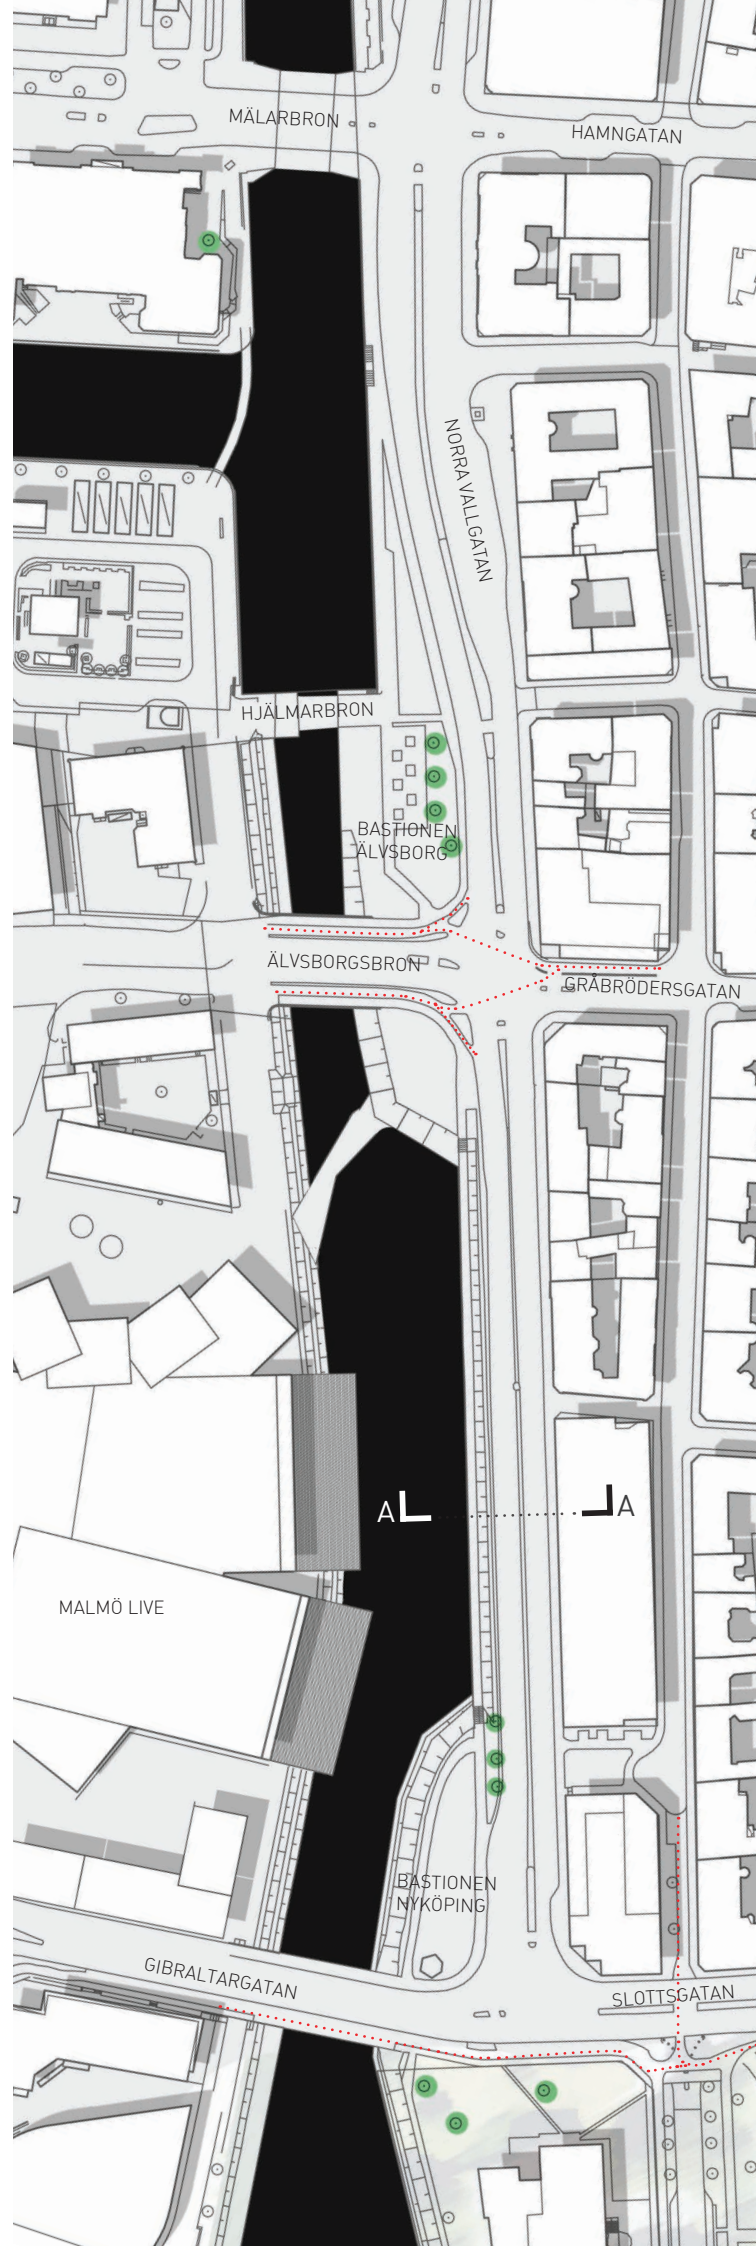 MÄLARBRON
HAMNGATAN
NORRA VALLGATAN
HJÄLMARBRON
BASTIONEN
ÄLVSBORG
ÄLVSBORGSBRON
GRÅBRÖDERSGATAN
A
A
MALMÖ LIVE
BASTIONEN
NYKÖPING
GIBRALTARGATAN
SLOTTSGATAN